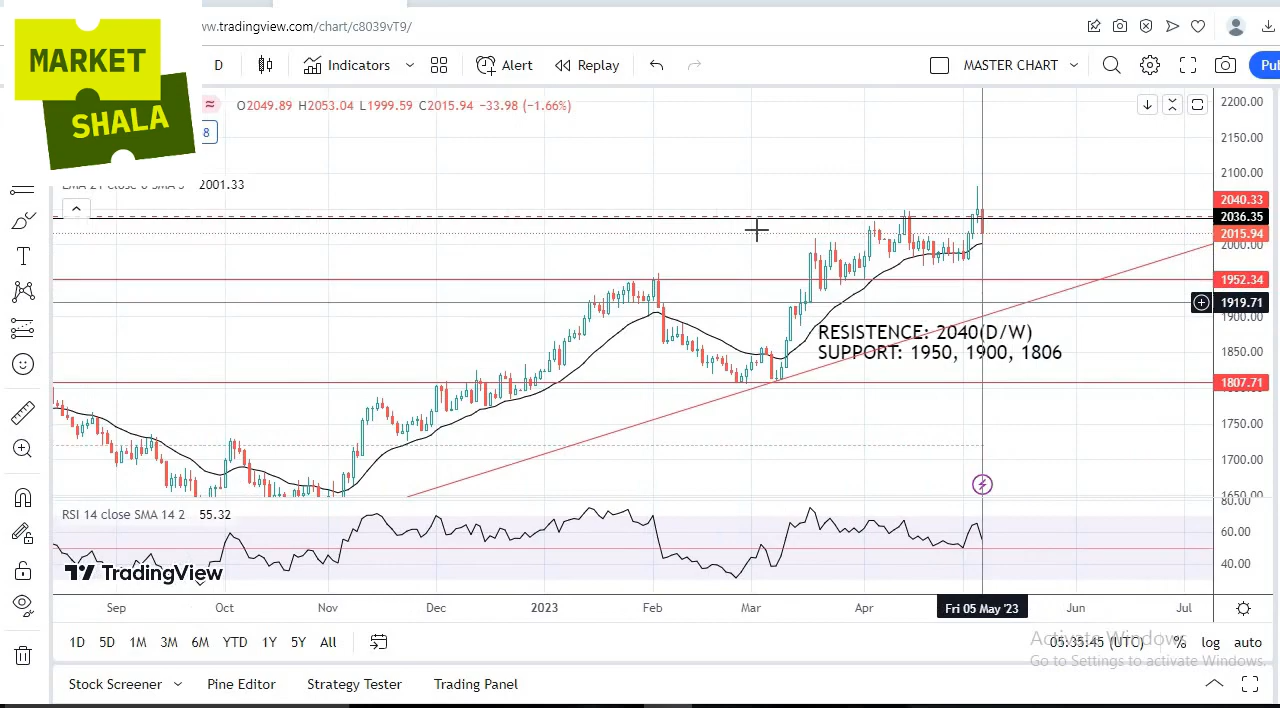 MARKET
SHALA
ww.tradingview.com/chart/c8039vT9/
D Indicators Alert Replay MASTER CHART Pu
O2049.89 H2053.04 L1999.59 C2015.94 −33.98 (−1.66%)
8
2001.33
2200.00
2150.00
2100.00
2040.33
2036.35
2015.94
2000.00
1952.34
1919.71
1900.00
1850.00
1807.71
1750.00
1700.00
1650.00
RESISTENCE: 2040(D/W)
SUPPORT: 1950, 1900, 1806
RSI 14 close SMA 14 2 55.32
80.00
60.00
40.00
TradingView
Sep Oct Nov Dec 2023 Feb Mar Apr Fri 05 May '23 Jun Jul
1D 5D 1M 3M 6M YTD 1Y 5Y All 05:35:45 (UTC) % log auto
Activate Windows
Go to Settings to activate Windows.
Stock Screener Pine Editor Strategy Tester Trading Panel